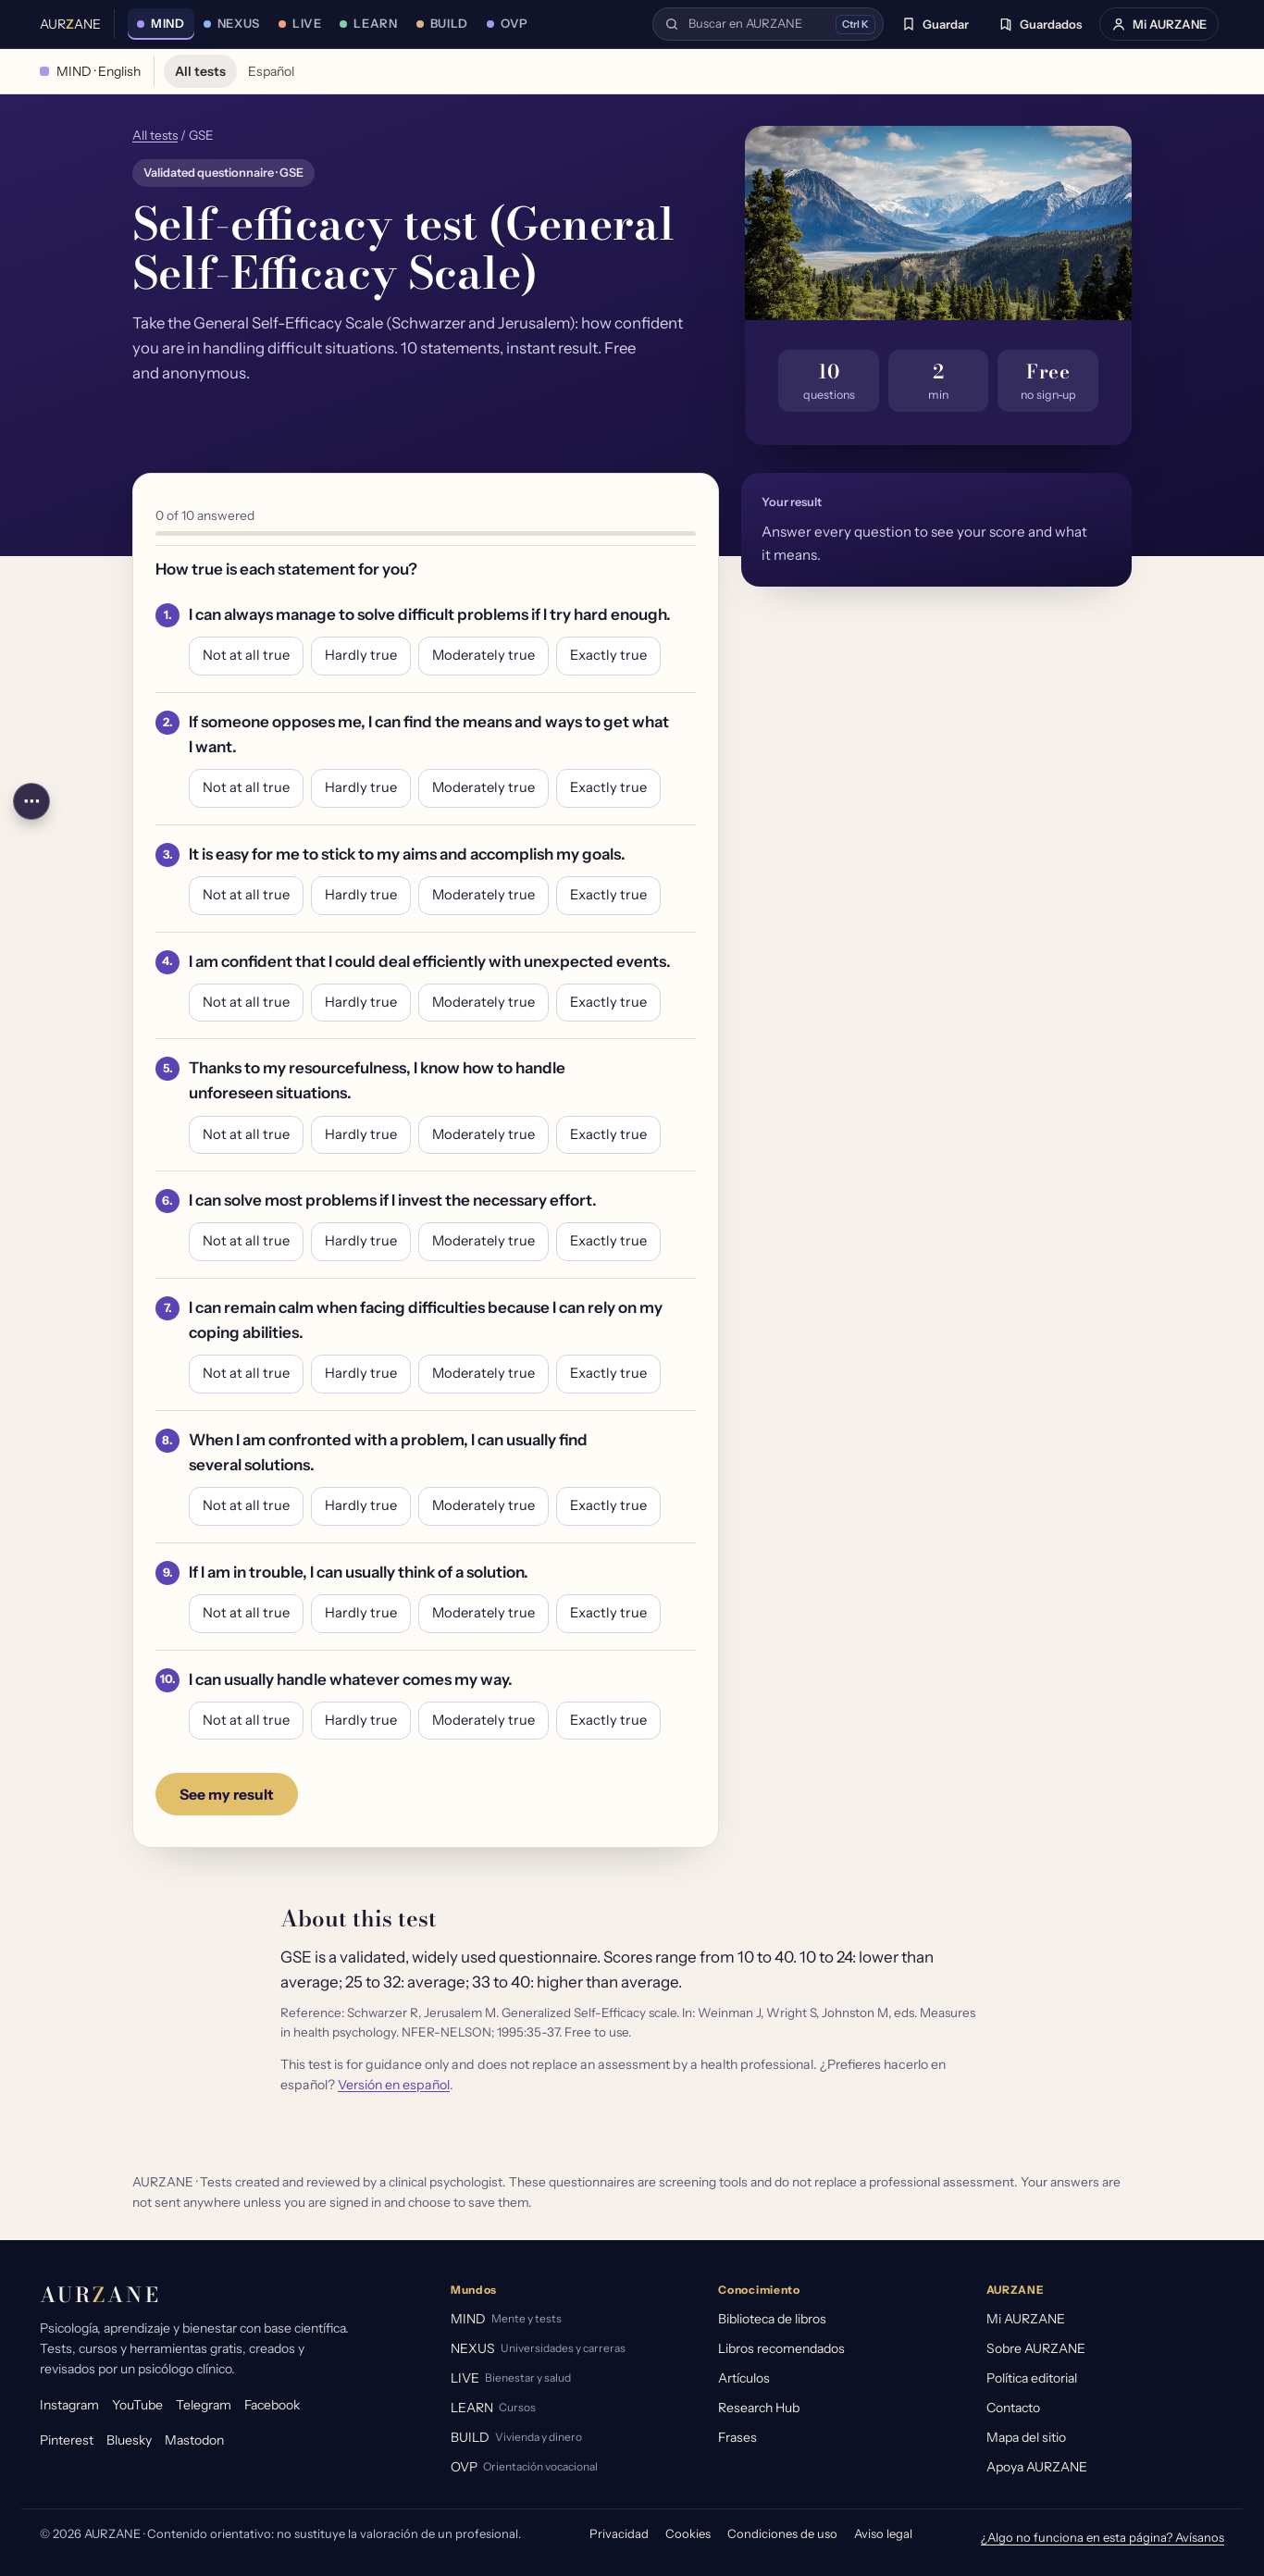 AURZANE
MIND
NEXUS
LIVE
LEARN
BUILD
OVP
Buscar en AURZANE
Ctrl K
Guardar
Guardados
Mi AURZANE
MIND · English
All tests
Español
All tests / GSE
Validated questionnaire · GSE
Self-efficacy test (General
Self-Efficacy Scale)
Take the General Self-Efficacy Scale (Schwarzer and Jerusalem): how confident
you are in handling difficult situations. 10 statements, instant result. Free
and anonymous.
10
questions
2
min
Free
no sign-up
0 of 10 answered
Your result
Answer every question to see your score and what
it means.
How true is each statement for you?
1. I can always manage to solve difficult problems if I try hard enough.
Not at all true Hardly true Moderately true Exactly true
2. If someone opposes me, I can find the means and ways to get what
I want.
Not at all true Hardly true Moderately true Exactly true
3. It is easy for me to stick to my aims and accomplish my goals.
Not at all true Hardly true Moderately true Exactly true
4. I am confident that I could deal efficiently with unexpected events.
Not at all true Hardly true Moderately true Exactly true
5. Thanks to my resourcefulness, I know how to handle
unforeseen situations.
Not at all true Hardly true Moderately true Exactly true
6. I can solve most problems if I invest the necessary effort.
Not at all true Hardly true Moderately true Exactly true
7. I can remain calm when facing difficulties because I can rely on my
coping abilities.
Not at all true Hardly true Moderately true Exactly true
8. When I am confronted with a problem, I can usually find
several solutions.
Not at all true Hardly true Moderately true Exactly true
9. If I am in trouble, I can usually think of a solution.
Not at all true Hardly true Moderately true Exactly true
10. I can usually handle whatever comes my way.
Not at all true Hardly true Moderately true Exactly true
See my result
About this test
GSE is a validated, widely used questionnaire. Scores range from 10 to 40. 10 to 24: lower than
average; 25 to 32: average; 33 to 40: higher than average.
Reference: Schwarzer R, Jerusalem M. Generalized Self-Efficacy scale. In: Weinman J, Wright S, Johnston M, eds. Measures
in health psychology. NFER-NELSON; 1995:35-37. Free to use.
This test is for guidance only and does not replace an assessment by a health professional. ¿Prefieres hacerlo en
español? Versión en español.
AURZANE · Tests created and reviewed by a clinical psychologist. These questionnaires are screening tools and do not replace a professional assessment. Your answers are
not sent anywhere unless you are signed in and choose to save them.
AURZANE
Psicología, aprendizaje y bienestar con base científica.
Tests, cursos y herramientas gratis, creados y
revisados por un psicólogo clínico.
Instagram YouTube Telegram Facebook
Pinterest Bluesky Mastodon
Mundos
MIND Mente y tests
NEXUS Universidades y carreras
LIVE Bienestar y salud
LEARN Cursos
BUILD Vivienda y dinero
OVP Orientación vocacional
Conocimiento
Biblioteca de libros
Libros recomendados
Artículos
Research Hub
Frases
AURZANE
Mi AURZANE
Sobre AURZANE
Política editorial
Contacto
Mapa del sitio
Apoya AURZANE
© 2026 AURZANE · Contenido orientativo: no sustituye la valoración de un profesional.
Privacidad Cookies Condiciones de uso Aviso legal
¿Algo no funciona en esta página? Avísanos